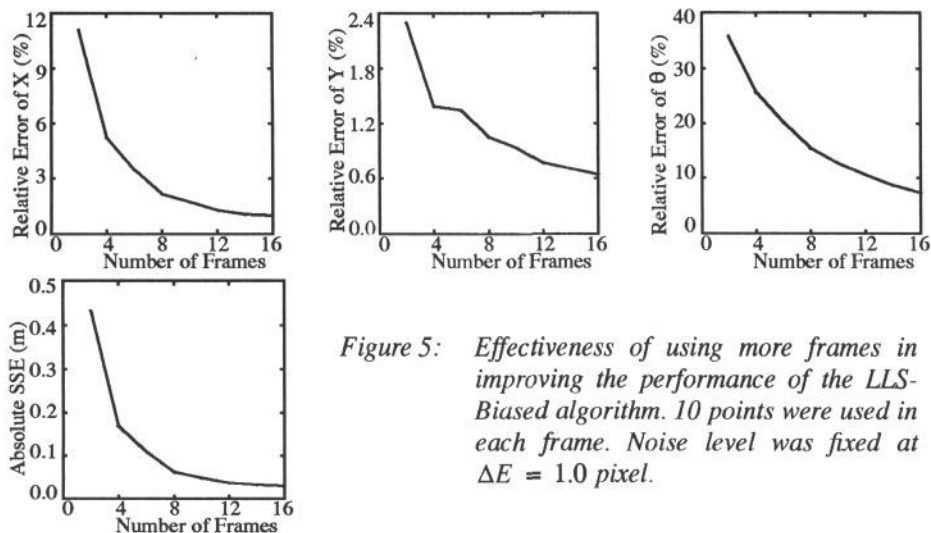 Relative Error of X (%)
12
9
6
3
0
0 4 8 12 16
Number of Frames
Relative Error of Y (%)
2.4
1.8
1.2
0.6
0.0
0 4 8 12 16
Number of Frames
Relative Error of θ (%)
40
30
20
10
0
0 4 8 12 16
Number of Frames
Absolute SSE (m)
0.5
0.4
0.3
0.2
0.1
0.0
0 4 8 12 16
Number of Frames
Figure 5: Effectiveness of using more frames in
improving the performance of the LLS-
Biased algorithm. 10 points were used in
each frame. Noise level was fixed at
ΔE = 1.0 pixel.